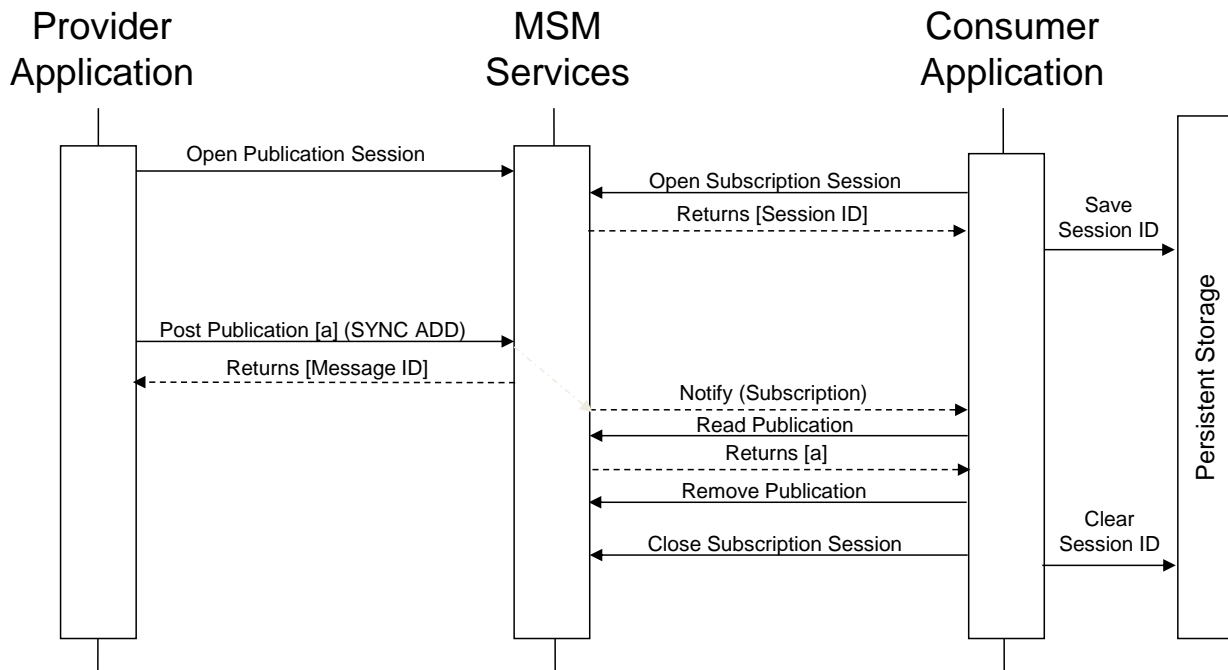 Provider
Application
MSM
Services
Consumer
Application
Open Publication Session
Open Subscription Session
Returns [Session ID]
Save
Session ID
Post Publication [a] (SYNC ADD)
Returns [Message ID]
Notify (Subscription)
Read Publication
Returns [a]
Remove Publication
Close Subscription Session
Clear
Session ID
Persistent Storage